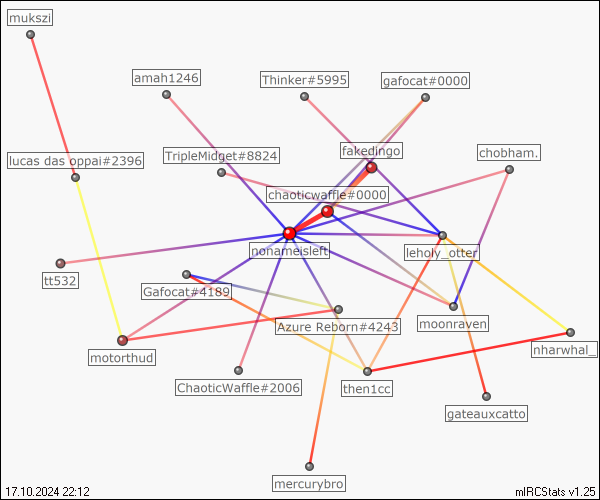 mukszi
amah1246
Thinker#5995
gafocat#0000
lucas das oppai#2396
TripleMidget#8824
fakedingo
chobham.
chaoticwaffle#0000
nonameisleft
leholy_otter
tt532
Gafocat#4189
Azure Reborn#4243
moonraven
motorthud
nharwhal_
ChaoticWaffle#2006
then1cc
gateauxcatto
mercurybro
17.10.2024 22:12
mIRCStats v1.25